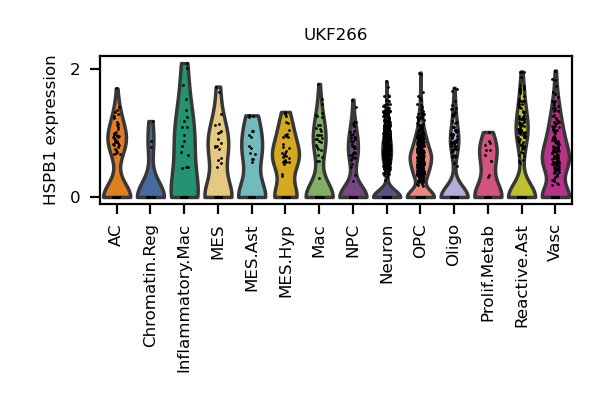 UKF266
HSPB1 expression
2
0
AC
Chromatin.Reg
Inflammatory.Mac
MES
MES.Ast
MES.Hyp
Mac
NPC
Neuron
OPC
Oligo
Prolif.Metab
Reactive.Ast
Vasc